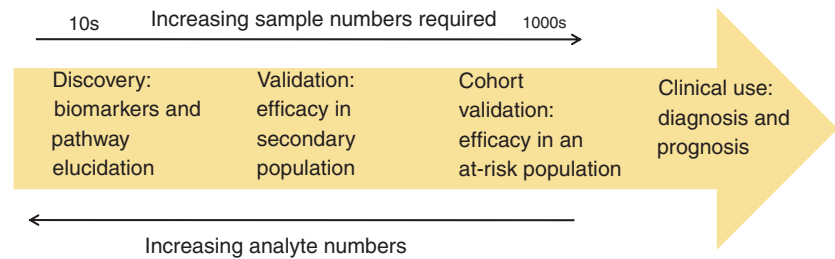 Increasing sample numbers required
10s
1000s
Discovery:
biomarkers and
pathway
elucidation
Validation:
efficacy in
secondary
population
Cohort
validation:
efficacy in an
at-risk population
Clinical use:
diagnosis and
prognosis
Increasing analyte numbers